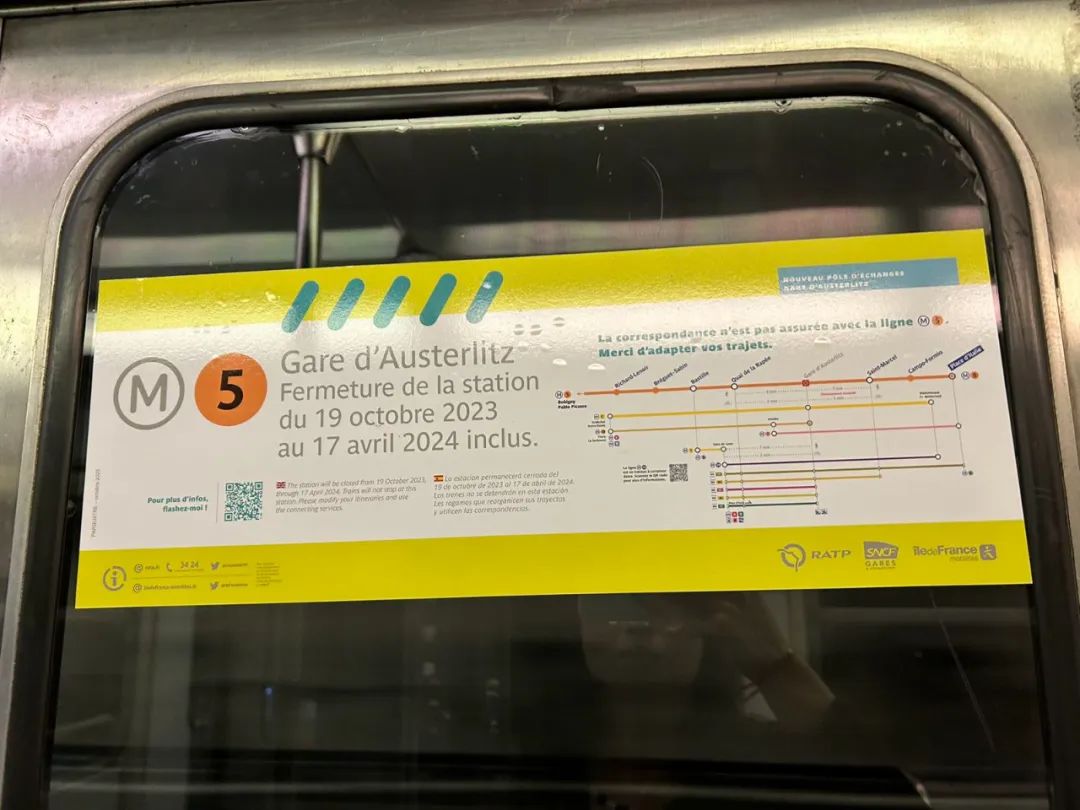 NOUVEAU PÔLE D'ÉCHANGES
GARE D'AUSTERLITZ
La correspondance n'est pas assurée avec la ligne M 5.
Merci d'adapter vos trajets.
M 5
Gare d'Austerlitz
Fermeture de la station
du 19 octobre 2023
au 17 avril 2024 inclus.
Richard-Lenoir
Bréguet-Sabin
Bastille
Quai de la Rapée
Gare d'Austerlitz
Saint-Marcel
Campo-Formio
Place d'Italie
M 5
M 5
Bobigny
Pablo Picasso
Pour plus d'infos,
flashez-moi !
The station will be closed from 19 October 2023,
through 17 April 2024. Trains will not stop at this
station. Please modify your itineraries and use
the connecting services.
La estación permanecerá cerrada del
19 de octubre de 2023 al 17 de abril de 2024.
Los trenes no se detendrán en esta estación.
Les rogamos que reorganicen sus trayectos
y utilicen las correspondencias.
34 24
RATP
SNCF
GARES
& CONNEXIONS
îledeFrance
mobilités